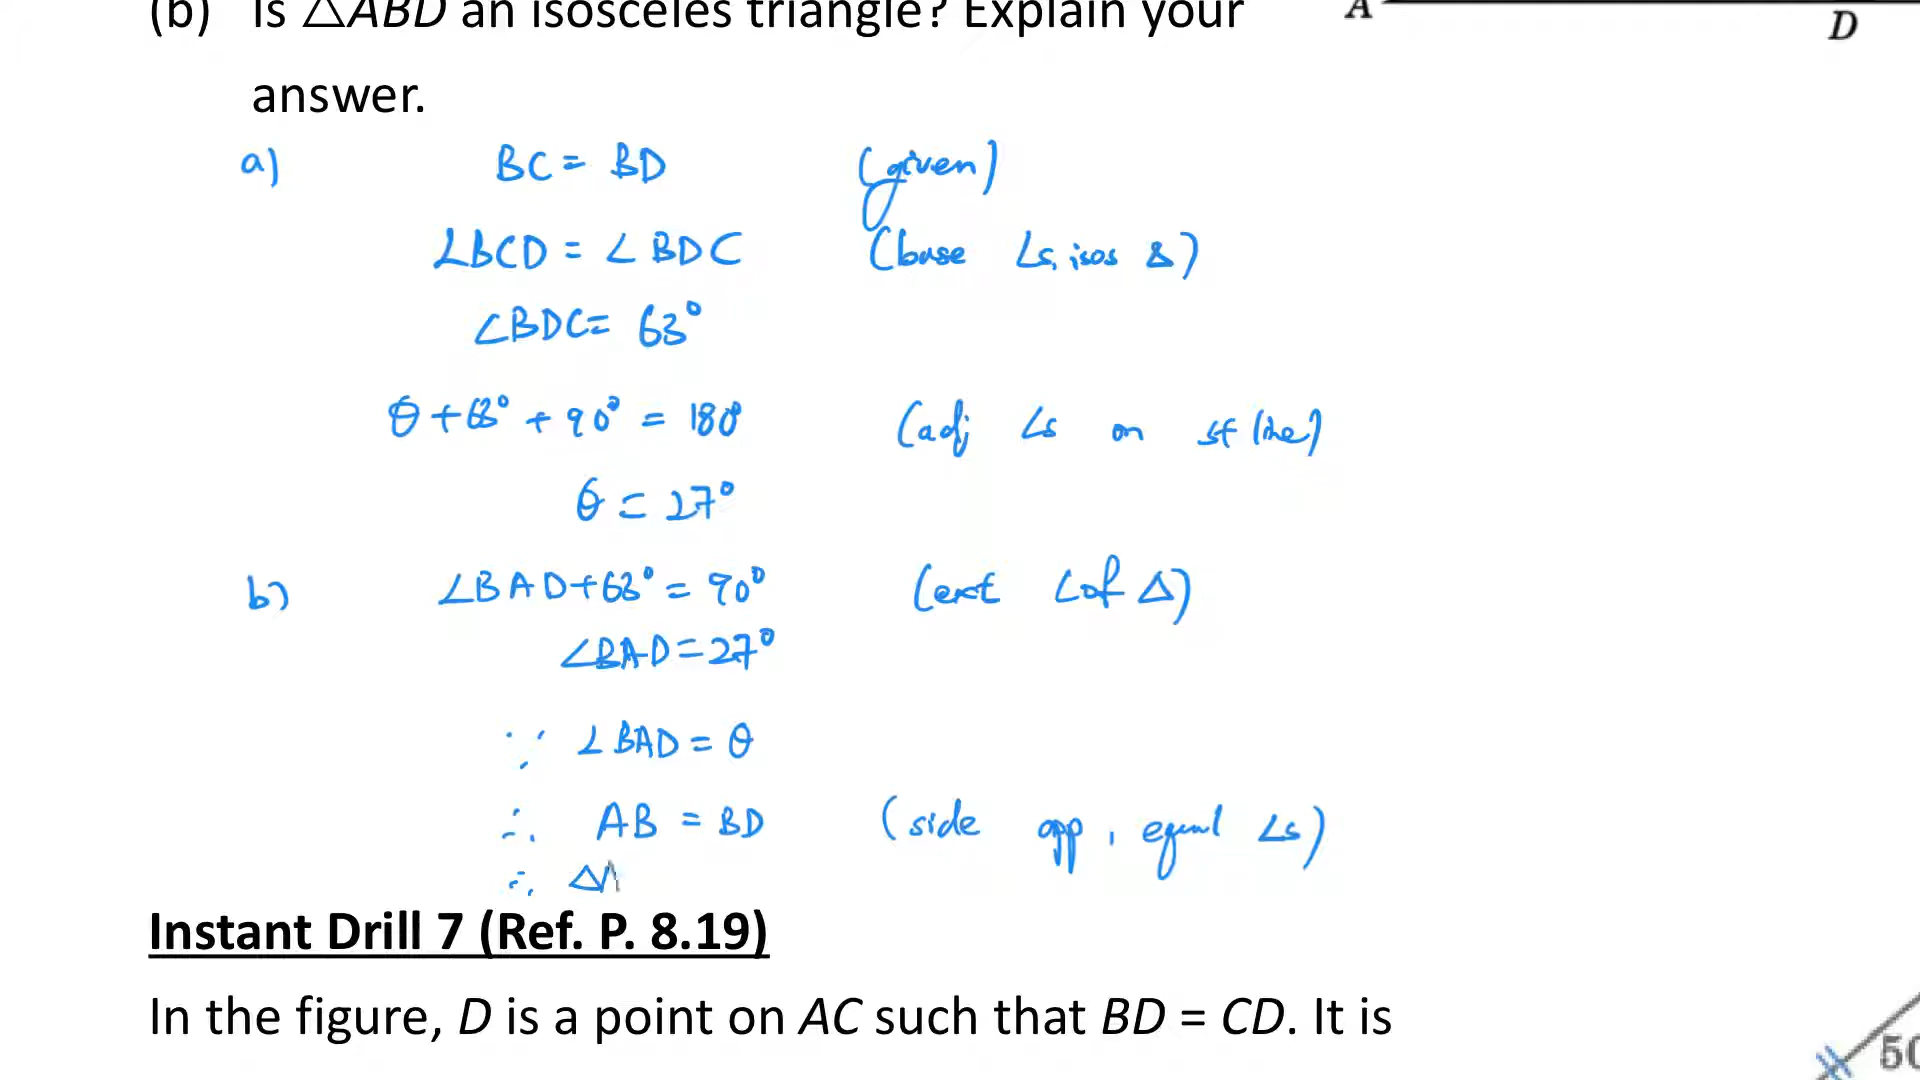 (b) Is △ABD an isosceles triangle? Explain your
answer.
A
D
a) BC = BD (given)
∠BCD = ∠BDC (base ∠s, isos △)
∠BDC = 63°
θ + 63° + 90° = 180° (adj ∠s on st line)
θ = 27°
b) ∠BAD + 63° = 90° (ext ∠ of △)
∠BAD = 27°
∵ ∠BAD = θ
∴ AB = BD (side opp, equal ∠s)
∴ △A
Instant Drill 7 (Ref. P. 8.19)
In the figure, D is a point on AC such that BD = CD. It is
50